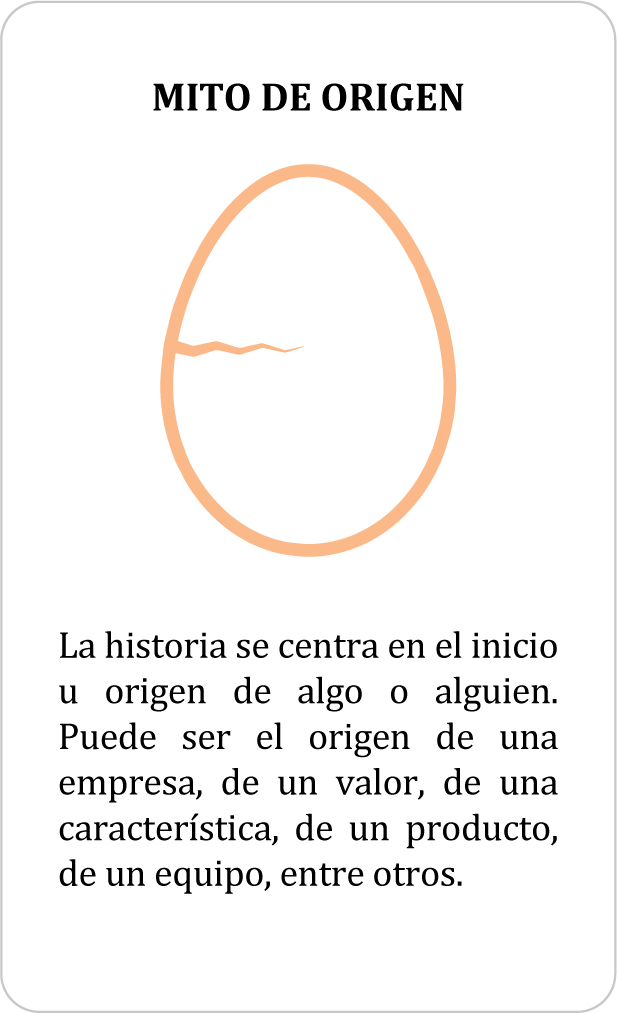 MITO DE ORIGEN
La historia se centra en el inicio
u origen de algo o alguien.
Puede ser el origen de una
empresa, de un valor, de una
característica, de un producto,
de un equipo, entre otros.